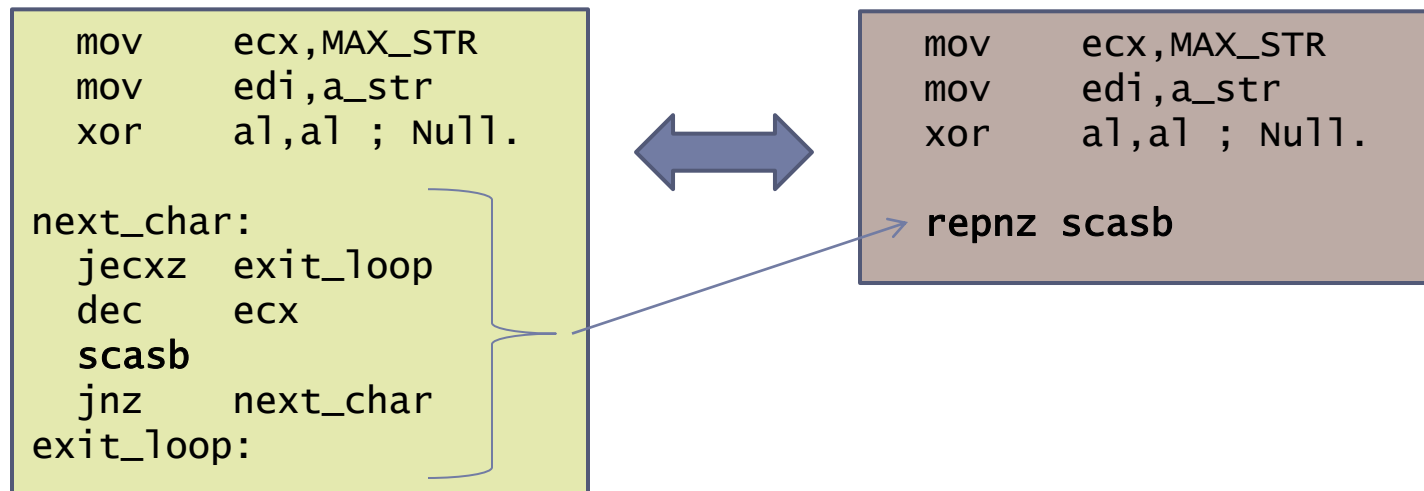 mov ecx,MAX_STR
mov edi,a_str
xor al,al ; Null.
next_char:
jecxz exit_loop
dec ecx
scasb
jnz next_char
exit_loop:
mov ecx,MAX_STR
mov edi,a_str
xor al,al ; Null.
repnz scasb